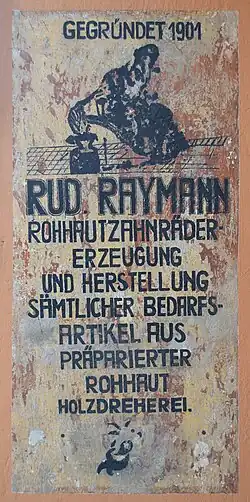 GEGRÜNDET 1901
RUD. RAYMANN
ROHHAUTZAHNRÄDER-
ERZEUGUNG
UND HERSTELLUNG
SÄMTLICHER BEDARFS-
ARTIKEL AUS
PRÄPARIERTER
ROHHAUT
HOLZDREHEREI.